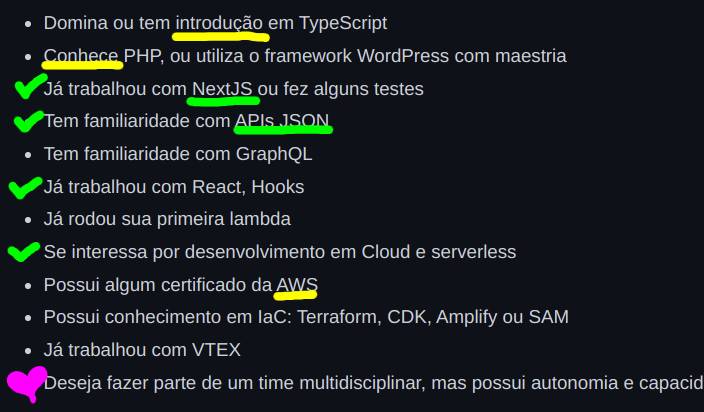 Domina ou tem introdução em TypeScript
Conhece PHP, ou utiliza o framework WordPress com maestria
Já trabalhou com NextJS ou fez alguns testes
Tem familiaridade com APIs JSON
Tem familiaridade com GraphQL
Já trabalhou com React, Hooks
Já rodou sua primeira lambda
Se interessa por desenvolvimento em Cloud e serverless
Possui algum certificado da AWS
Possui conhecimento em IaC: Terraform, CDK, Amplify ou SAM
Já trabalhou com VTEX
Deseja fazer parte de um time multidisciplinar, mas possui autonomia e capacid